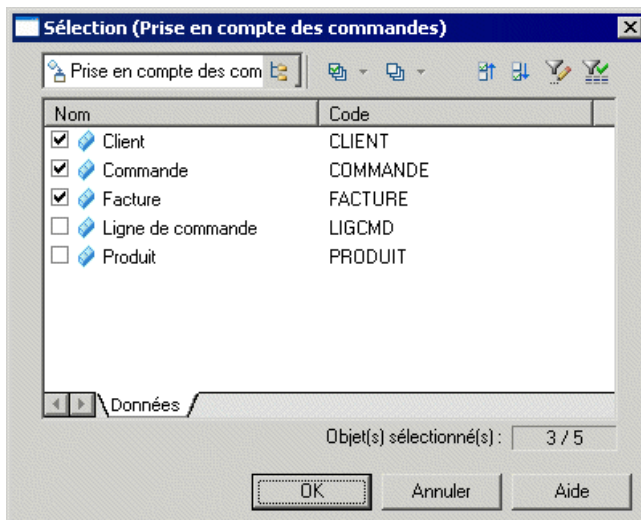 Sélection (Prise en compte des commandes)
Prise en compte des com
Nom Code
Client CLIENT
Commande COMMANDE
Facture FACTURE
Ligne de commande LIGCMD
Produit PRODUIT
Données
Objet(s) sélectionné(s) : 3 / 5
OK Annuler Aide